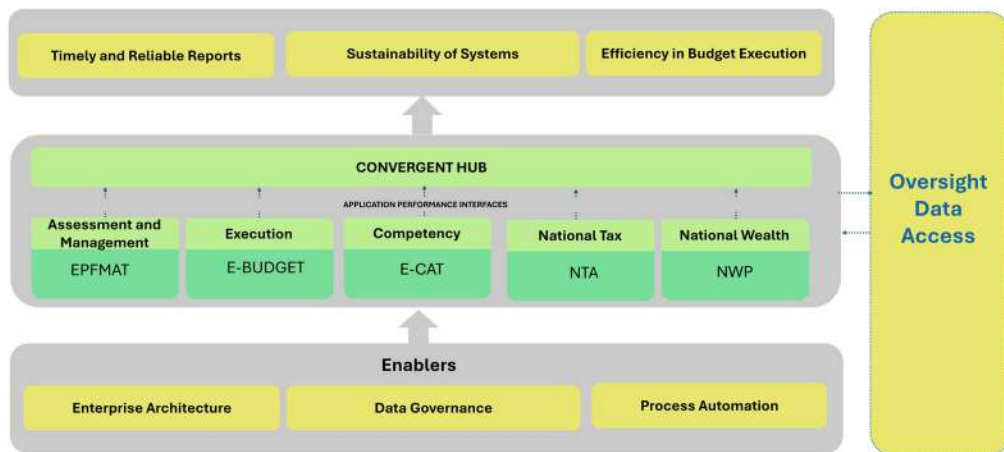 Timely and Reliable Reports
Sustainability of Systems
Efficiency in Budget Execution
CONVERGENT HUB
APPLICATION PERFORMANCE INTERFACES
Assessment and
Management
EPFMAT
Execution
E-BUDGET
Competency
E-CAT
National Tax
NTA
National Wealth
NWP
Oversight
Data
Access
Enablers
Enterprise Architecture
Data Governance
Process Automation